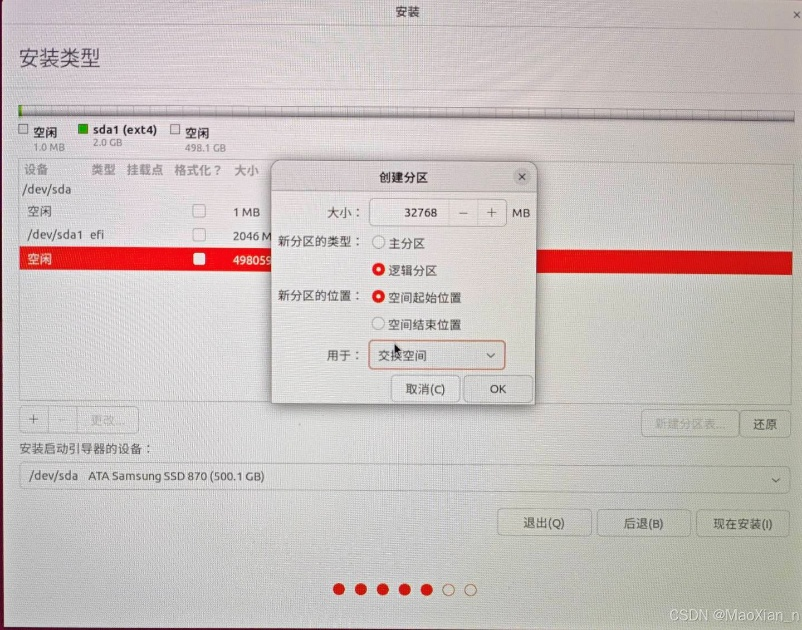 安装
安装类型
空闲 sda1 (ext4) 空闲
1.0 MB 2.0 GB 498.1 GB
设备 类型 挂载点 格式化？ 大小
/dev/sda
空闲 1 MB
/dev/sda1 efi 2046 M
空闲 498059
创建分区
大小： 32768 － ＋ MB
新分区的类型： 主分区
逻辑分区
新分区的位置： 空间起始位置
空间结束位置
用于： 交换空间
取消(C) OK
+ - 更改... 新建分区表... 还原
安装启动引导器的设备：
/dev/sda ATA Samsung SSD 870 (500.1 GB)
退出(Q) 后退(B) 现在安装(I)
CSDN @MaoXian_n